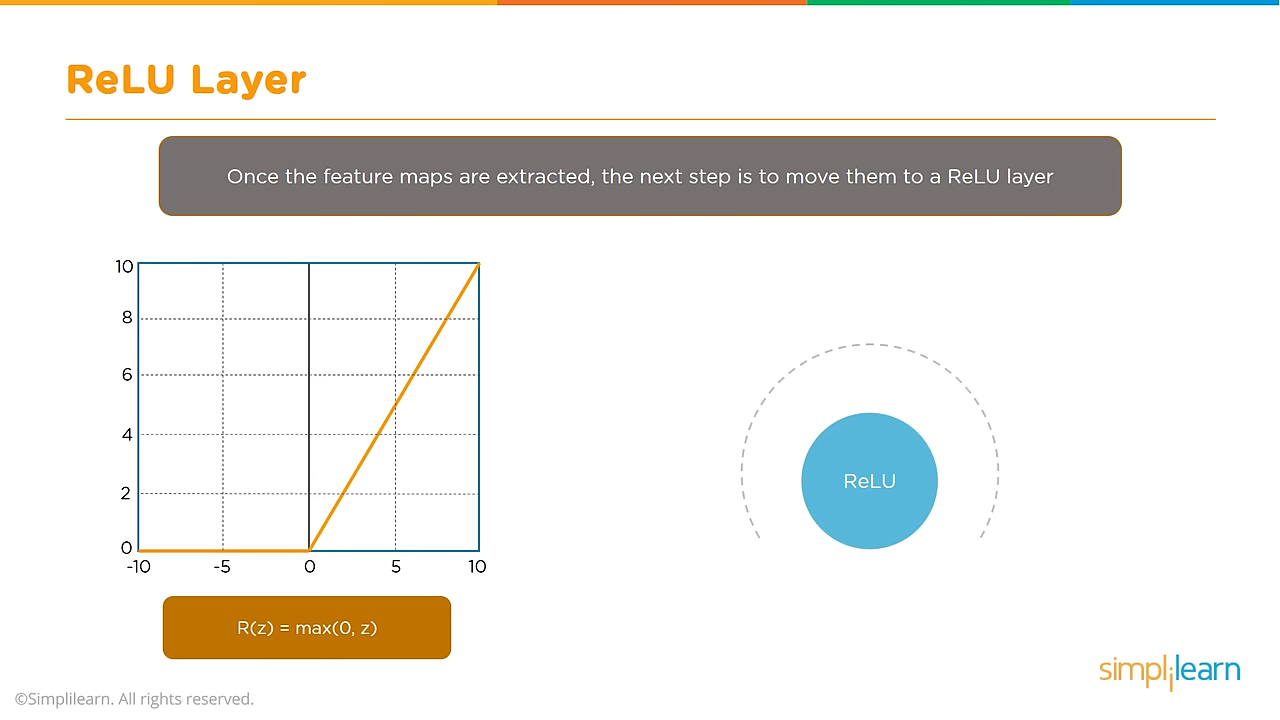 ReLU Layer
Once the feature maps are extracted, the next step is to move them to a ReLU layer
10
8
6
4
2
0
-10 -5 0 5 10
ReLU
R(z) = max(0, z)
simplilearn
©Simplilearn. All rights reserved.